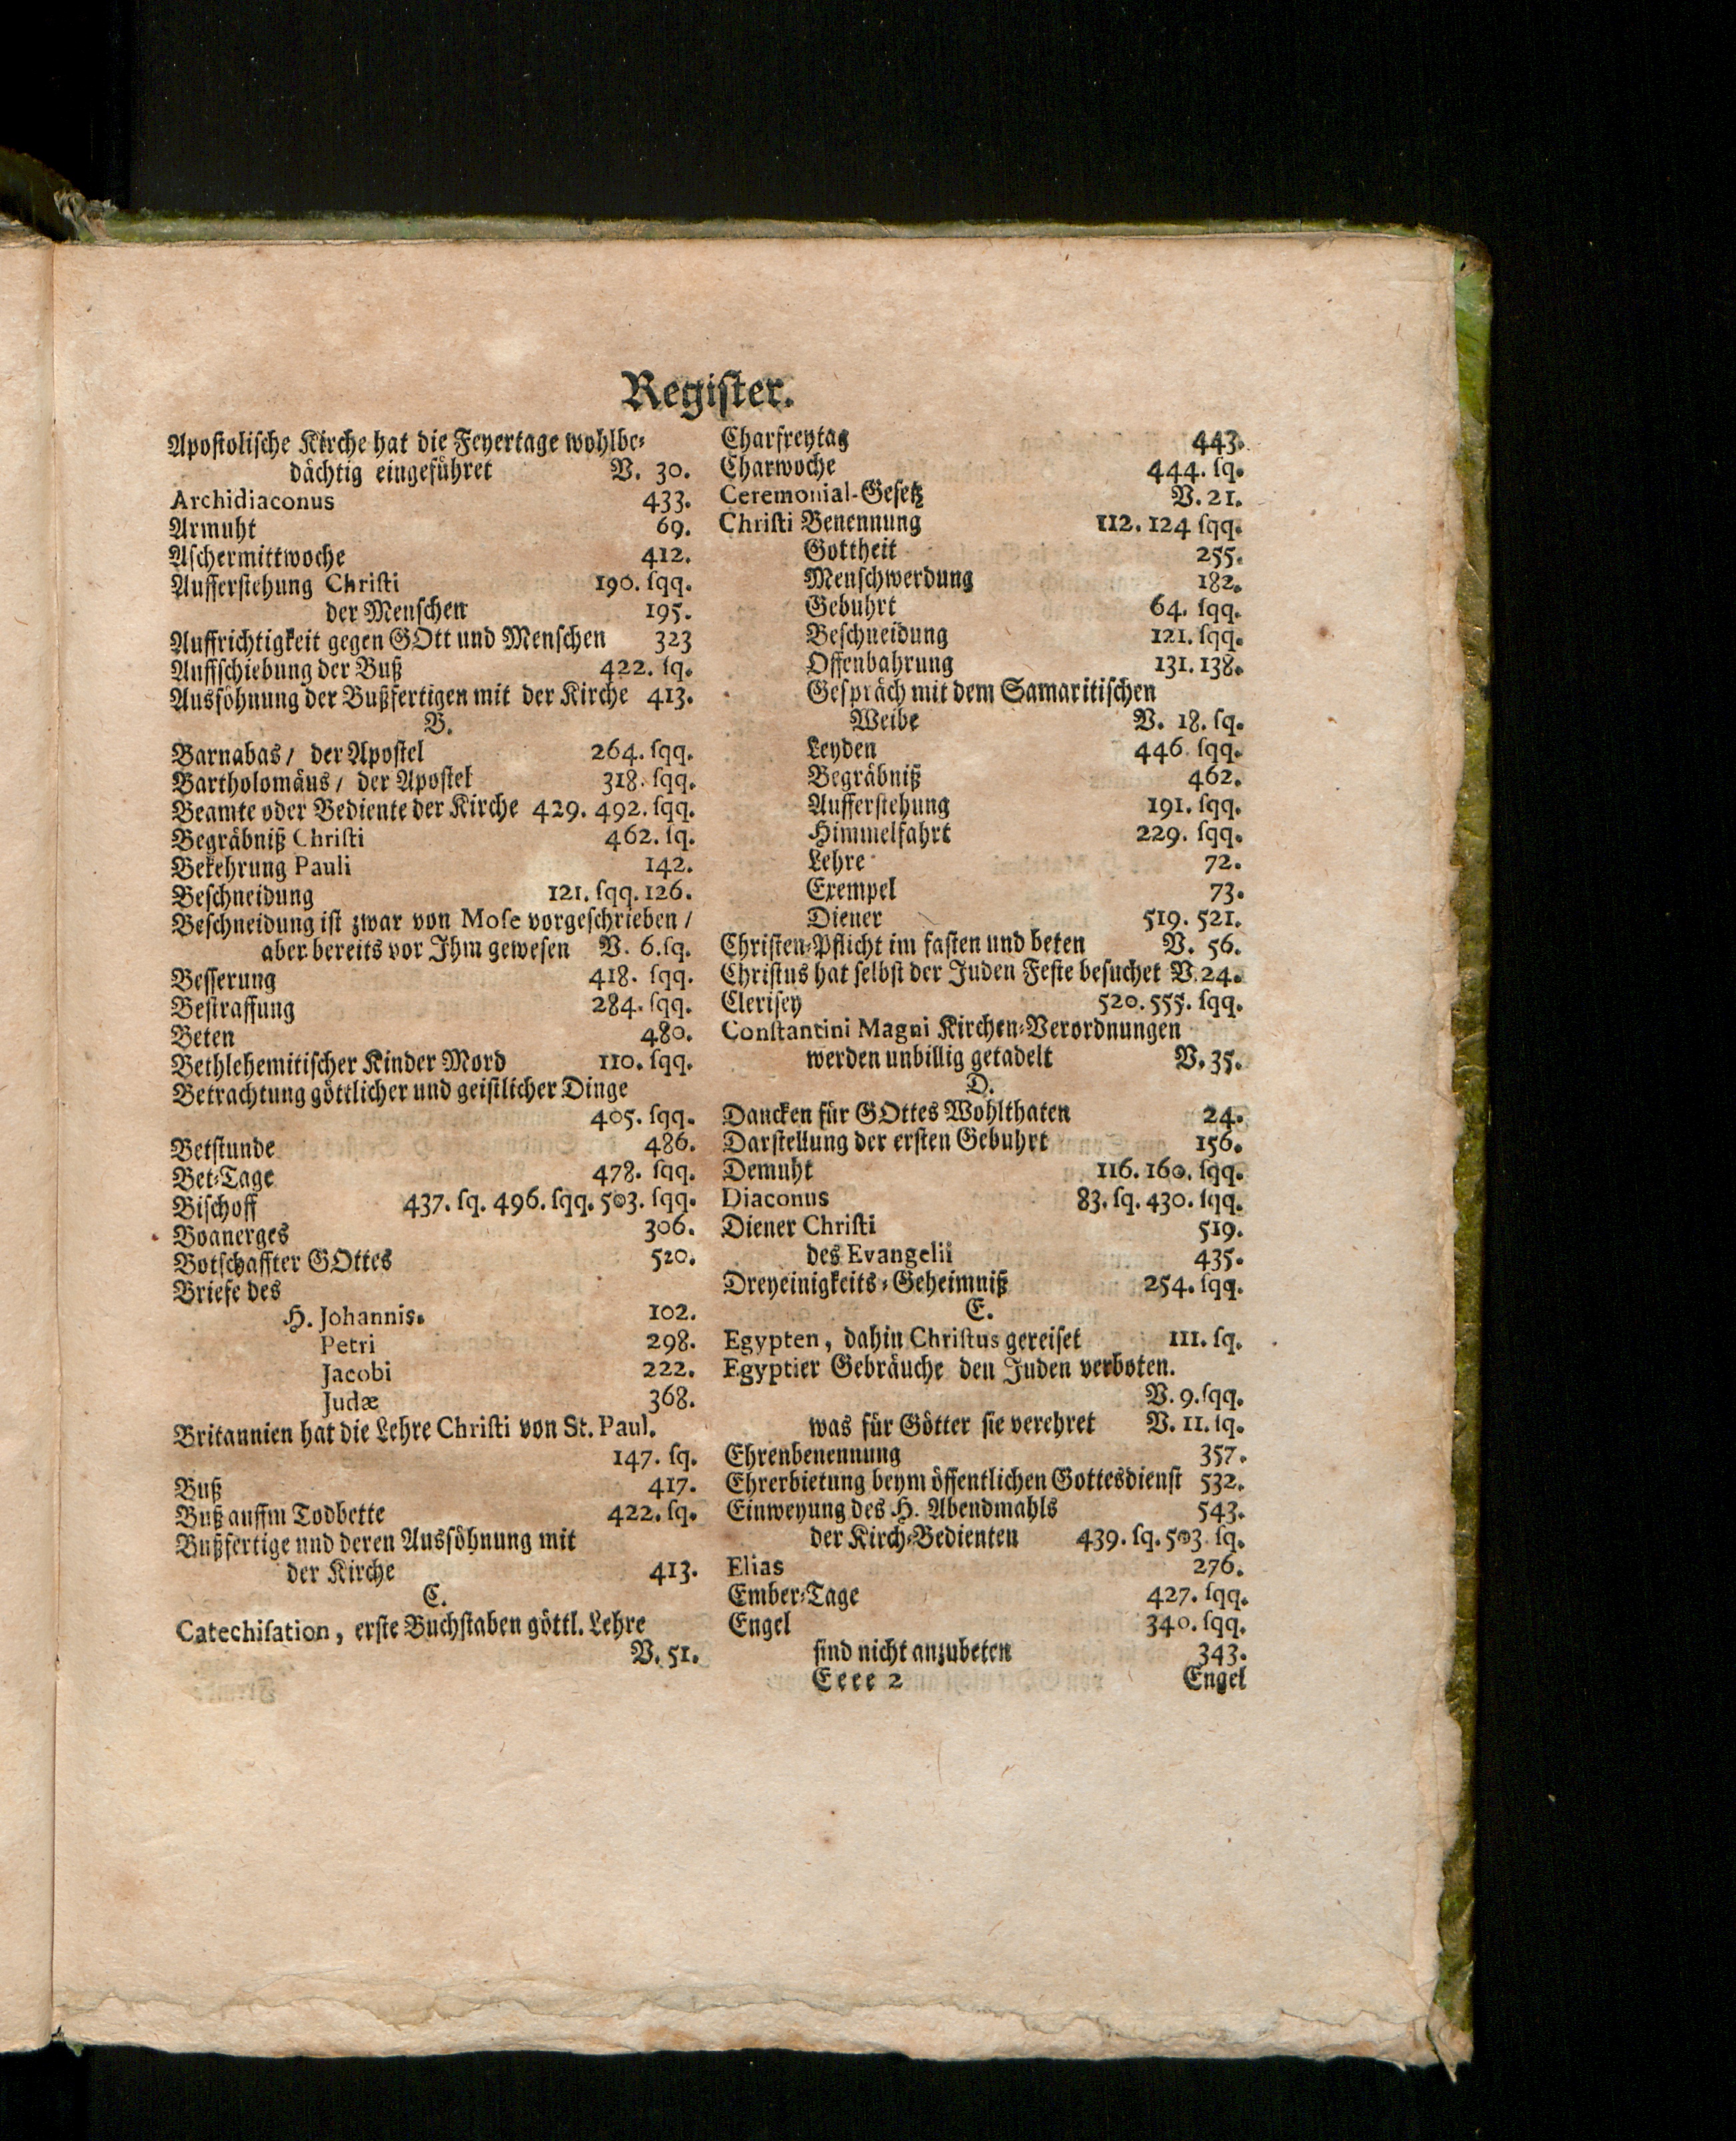 Register.
Apostolische Kirche hat die Feyertage wohlbe-
dächtig eingeführet V. 30.
Archidiaconus 433.
Armuht 69.
Aschermittwoche 412.
Aufferstehung Christi 190. sqq.
der Menschen 195.
Auffrichtigkeit gegen GOtt und Menschen 323
Auffschiebung der Buß 422. sq.
Aussöhnung der Bußfertigen mit der Kirche 413.
B.
Barnabas / der Apostel 264. sqq.
Bartholomäus / der Apostel 318. sqq.
Beamte oder Bediente der Kirche 429. 492. sqq.
Begräbniß Christi 462. sq.
Bekehrung Pauli 142.
Beschneidung 121. sqq. 126.
Beschneidung ist zwar von Mose vorgeschrieben /
aber bereits vor Ihm gewesen V. 6. sq.
Besserung 418. sqq.
Bestraffung 284. sqq.
Beten 480.
Bethlehemitischer Kinder Mord 110. sqq.
Betrachtung göttlicher und geistlicher Dinge
405. sqq.
Betstunde 486.
Bet-Tage 478. sqq.
Bischoff 437. sq. 496. sqq. 503. sqq.
Boanerges 306.
Botschaffter GOttes 520.
Briefe des
H. Johannis. 102.
Petri 298.
Jacobi 222.
Judæ 368.
Britannien hat die Lehre Christi von St. Paul.
147. sq.
Buß 417.
Buß auffm Todbette 422. sq.
Bußfertige und deren Aussöhnung mit
der Kirche 413.
C.
Catechisation, erste Buchstaben göttl. Lehre
V. 51.
Charfreytag 443.
Charwoche 444. sq.
Ceremonial-Gesetz V. 21.
Christi Benennung 112. 124 sqq.
Gottheit 255.
Menschwerdung 182.
Gebuhrt 64. sqq.
Beschneidung 121. sqq.
Offenbahrung 131. 138.
Gespräch mit dem Samaritischen
Weibe V. 18. sq.
Leyden 446 sqq.
Begräbniß 462.
Aufferstehung 191. sqq.
Himmelfahrt 229. sqq.
Lehre 72.
Exempel 73.
Diener 519. 521.
Christen-Pflicht im fasten und beten V. 56.
Christus hat selbst der Juden Feste besuchet V. 24.
Clerisey 520. 555. sqq.
Constantini Magni Kirchen-Verordnungen
werden unbillig getadelt V. 35.
D.
Dancken für GOttes Wohlthaten 24.
Darstellung der ersten Gebuhrt 156.
Demuht 116. 160. sqq.
Diaconus 83. sq. 430. sqq.
Diener Christi 519.
des Evangelii 435.
Dreyeinigkeits-Geheimniß 254. sqq.
E.
Egypten, dahin Christus gereiset 111. sq.
Egyptier Gebräuche den Juden verboten.
V. 9. sqq.
was für Götter sie verehret V. 11. sq.
Ehrenbenennung 357.
Ehrerbietung beym öffentlichen Gottesdienst 532.
Einweyung des H. Abendmahls 543.
der Kirch-Bedienten 439. sq. 503. sq.
Elias 276.
Ember-Tage 427. sqq.
Engel 340. sqq.
sind nicht anzubeten 343.
Eeee 2 Engel